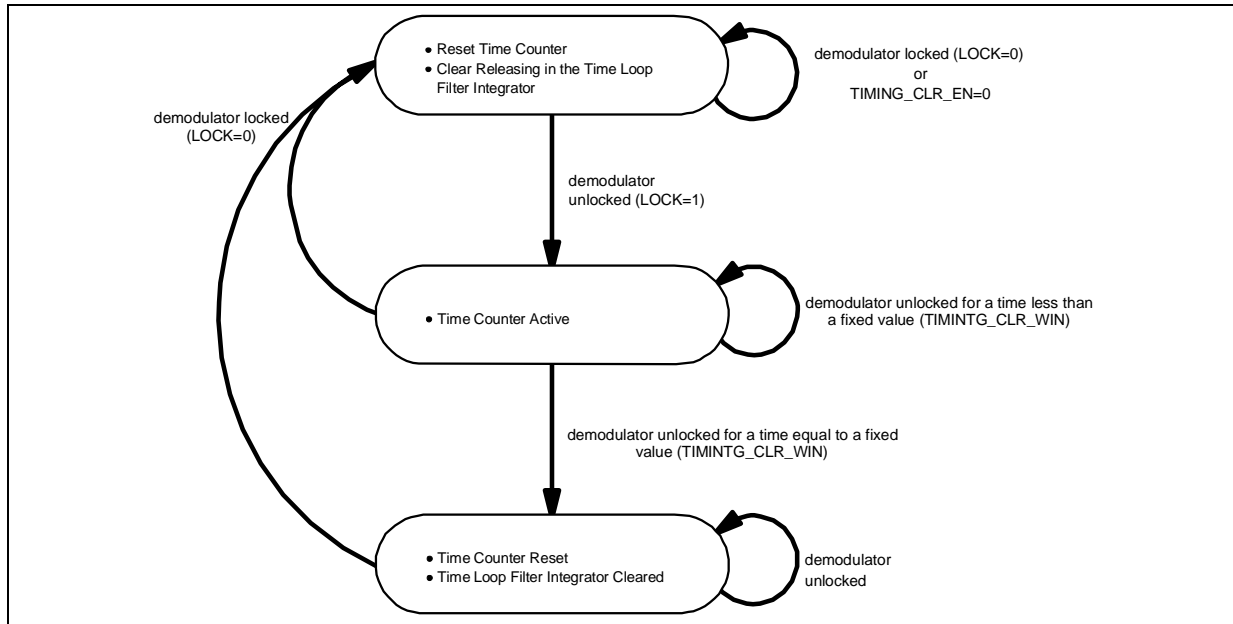 • Reset Time Counter
• Clear Releasing in the Time Loop
Filter Integrator
demodulator locked (LOCK=0)
or
TIMING_CLR_EN=0
demodulator locked
(LOCK=0)
demodulator
unlocked (LOCK=1)
• Time Counter Active
demodulator unlocked for a time less than
a fixed value (TIMINTG_CLR_WIN)
demodulator unlocked for a time equal to a fixed
value (TIMINTG_CLR_WIN)
• Time Counter Reset
• Time Loop Filter Integrator Cleared
demodulator
unlocked